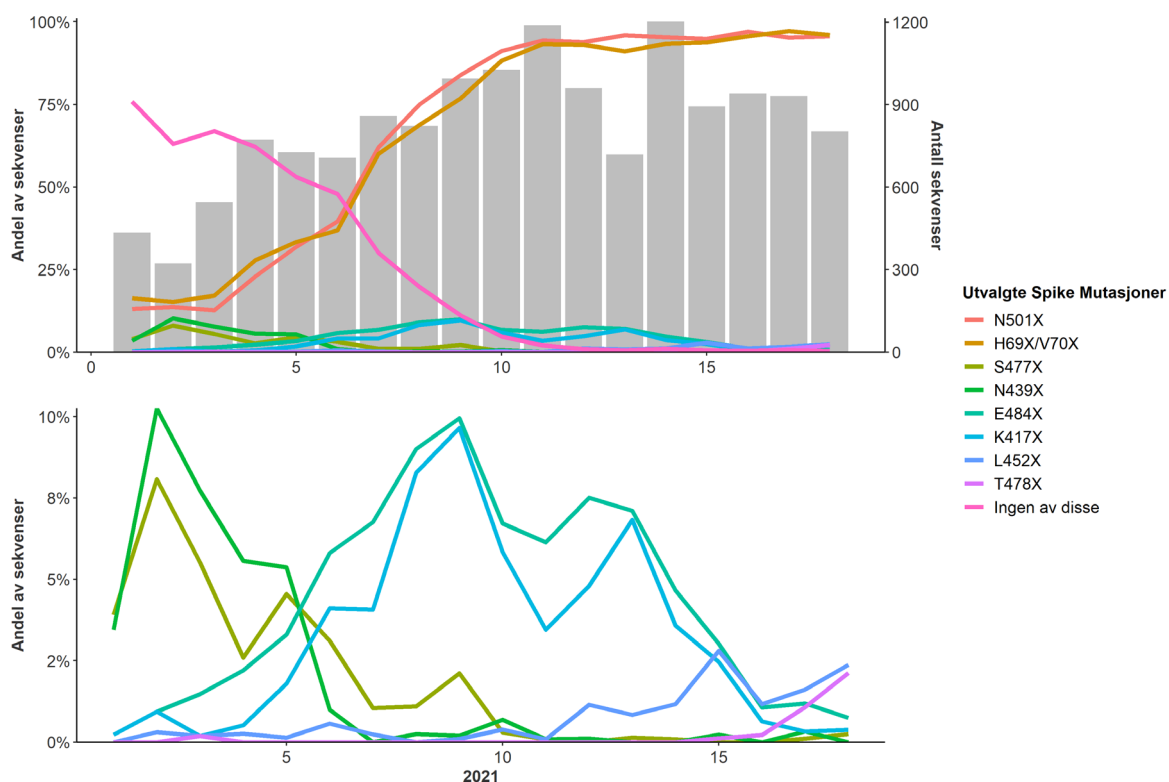 100%
75%
50%
25%
0%
Andel av sekvenser
1200
900
600
300
0
Antall sekvenser
0
5
10
15
10%
8%
5%
2%
0%
Andel av sekvenser
5
10
15
2021
Utvalgte Spike Mutasjoner
N501X
H69X/V70X
S477X
N439X
E484X
K417X
L452X
T478X
Ingen av disse